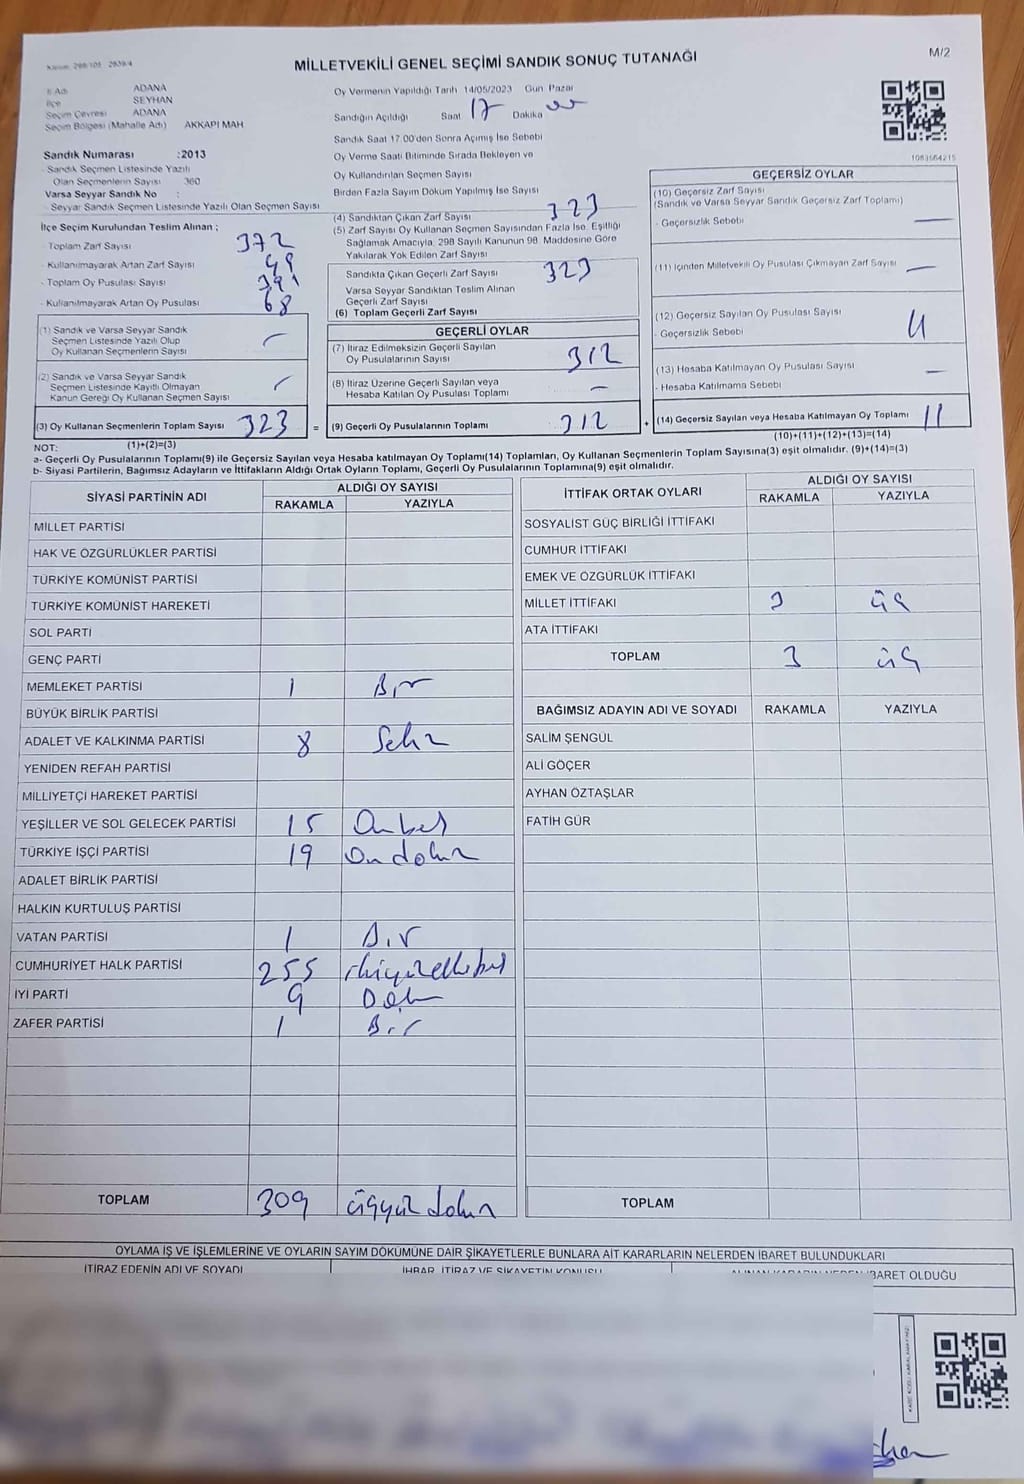 M/2
MİLLETVEKİLİ GENEL SEÇİMİ SANDIK SONUÇ TUTANAĞI
İl Adı ADANA
İlçe SEYHAN
Seçim Çevresi ADANA
Seçim Bölgesi (Mahalle Adı) AKKAPI MAH
Sandık Numarası :2013
- Sandık Seçmen Listesinde Yazılı
Olan Seçmenlerin Sayısı 360
Varsa Seyyar Sandık No :
- Seyyar Sandık Seçmen Listesinde Yazılı Olan Seçmen Sayısı
İlçe Seçim Kurulundan Teslim Alınan ;
- Toplam Zarf Sayısı 372
- Kullanılmayarak Artan Zarf Sayısı 49
- Toplam Oy Pusulası Sayısı 391
- Kullanılmayarak Artan Oy Pusulası 68
(1) Sandık ve Varsa Seyyar Sandık
Seçmen Listesinde Yazılı Olup
Oy Kullanan Seçmenlerin Sayısı –
(2) Sandık ve Varsa Seyyar Sandık
Seçmen Listesinde Kayıtlı Olmayan
Kanun Gereği Oy Kullanan Seçmen Sayısı –
(3) Oy Kullanan Seçmenlerin Toplam Sayısı 323 =
(1)+(2)=(3)
Oy Vermenin Yapıldığı Tarih 14/05/2023 Gün Pazar
Sandığın Açıldığı Saat 17 Dakika 00
Sandık Saat 17.00'den Sonra Açımış İse Sebebi
Oy Verme Saati Bitiminde Sırada Bekleyen ve
Oy Kullandırılan Seçmen Sayısı
Birden Fazla Sayım Döküm Yapılmış İse Sayısı
(4) Sandıktan Çıkan Zarf Sayısı 323
(5) Zarf Sayısı Oy Kullanan Seçmen Sayısından Fazla İse, Eşitliği
Sağlamak Amacıyla, 298 Sayılı Kanunun 98. Maddesine Göre
Yakılarak Yok Edilen Zarf Sayısı
Sandıkta Çıkan Geçerli Zarf Sayısı 323
Varsa Seyyar Sandıktan Teslim Alınan
Geçerli Zarf Sayısı
(6) Toplam Geçerli Zarf Sayısı
GEÇERLİ OYLAR
(7) İtiraz Edilmeksizin Geçerli Sayılan
Oy Pusulalarının Sayısı 312
(8) İtiraz Üzerine Geçerli Sayılan veya
Hesaba Katılan Oy Pusulası Toplamı –
(9) Geçerli Oy Pusulalarının Toplamı 312 +
1083564215
GEÇERSİZ OYLAR
(10) Geçersiz Zarf Sayısı
(Sandık ve Varsa Seyyar Sandık Geçersiz Zarf Toplamı)
- Geçersizlik Sebebi –
(11) İçinden Milletvekili Oy Pusulası Çıkmayan Zarf Sayısı –
(12) Geçersiz Sayılan Oy Pusulası Sayısı 11
- Geçersizlik Sebebi
(13) Hesaba Katılmayan Oy Pusulası Sayısı –
- Hesaba Katılmama Sebebi
(14) Geçersiz Sayılan veya Hesaba Katılmayan Oy Toplamı 11
(10)+(11)+(12)+(13)=(14)
NOT:
a- Geçerli Oy Pusulalarının Toplamı(9) ile Geçersiz Sayılan veya Hesaba katılmayan Oy Toplamı(14) Toplamları, Oy Kullanan Seçmenlerin Toplam Sayısına(3) eşit olmalıdır. (9)+(14)=(3)
b- Siyasi Partilerin, Bağımsız Adayların ve İttifakların Aldığı Ortak Oyların Toplamı, Geçerli Oy Pusulalarının Toplamına(9) eşit olmalıdır.
SİYASİ PARTİNİN ADI ALDIĞI OY SAYISI
RAKAMLA YAZIYLA
MİLLET PARTİSİ
HAK VE ÖZGÜRLÜKLER PARTİSİ
TÜRKİYE KOMÜNİST PARTİSİ
TÜRKİYE KOMÜNİST HAREKETİ
SOL PARTİ
GENÇ PARTİ
MEMLEKET PARTİSİ 1 Bir
BÜYÜK BİRLİK PARTİSİ
ADALET VE KALKINMA PARTİSİ 8 Sekiz
YENİDEN REFAH PARTİSİ
MİLLİYETÇİ HAREKET PARTİSİ
YEŞİLLER VE SOL GELECEK PARTİSİ 15 Onbeş
TÜRKİYE İŞÇİ PARTİSİ 19 Ondokuz
ADALET BİRLİK PARTİSİ
HALKIN KURTULUŞ PARTİSİ
VATAN PARTİSİ 1 Bir
CUMHURİYET HALK PARTİSİ 255 ikiyüzellibeş
İYİ PARTİ 9 Dokuz
ZAFER PARTİSİ 1 Bir
TOPLAM 309 üçyüz dokuz
İTTİFAK ORTAK OYLARI ALDIĞI OY SAYISI
RAKAMLA YAZIYLA
SOSYALİST GÜÇ BİRLİĞİ İTTİFAKI
CUMHUR İTTİFAKI
EMEK VE ÖZGÜRLÜK İTTİFAKI
MİLLET İTTİFAKI 3 üç
ATA İTTİFAKI
TOPLAM 3 üç
BAĞIMSIZ ADAYIN ADI VE SOYADI RAKAMLA YAZIYLA
SALİM ŞENGÜL
ALİ GÖÇER
AYHAN ÖZTAŞLAR
FATİH GÜR
TOPLAM
OYLAMA İŞ VE İŞLEMLERİNE VE OYLARIN SAYIM DÖKÜMÜNE DAİR ŞİKAYETLERLE BUNLARA AİT KARARLARIN NELERDEN İBARET BULUNDUKLARI
İTİRAZ EDENİN ADI VE SOYADI İHBAR, İTİRAZ VE ŞİKAYETİN KONUSU BARET OLDUĞU